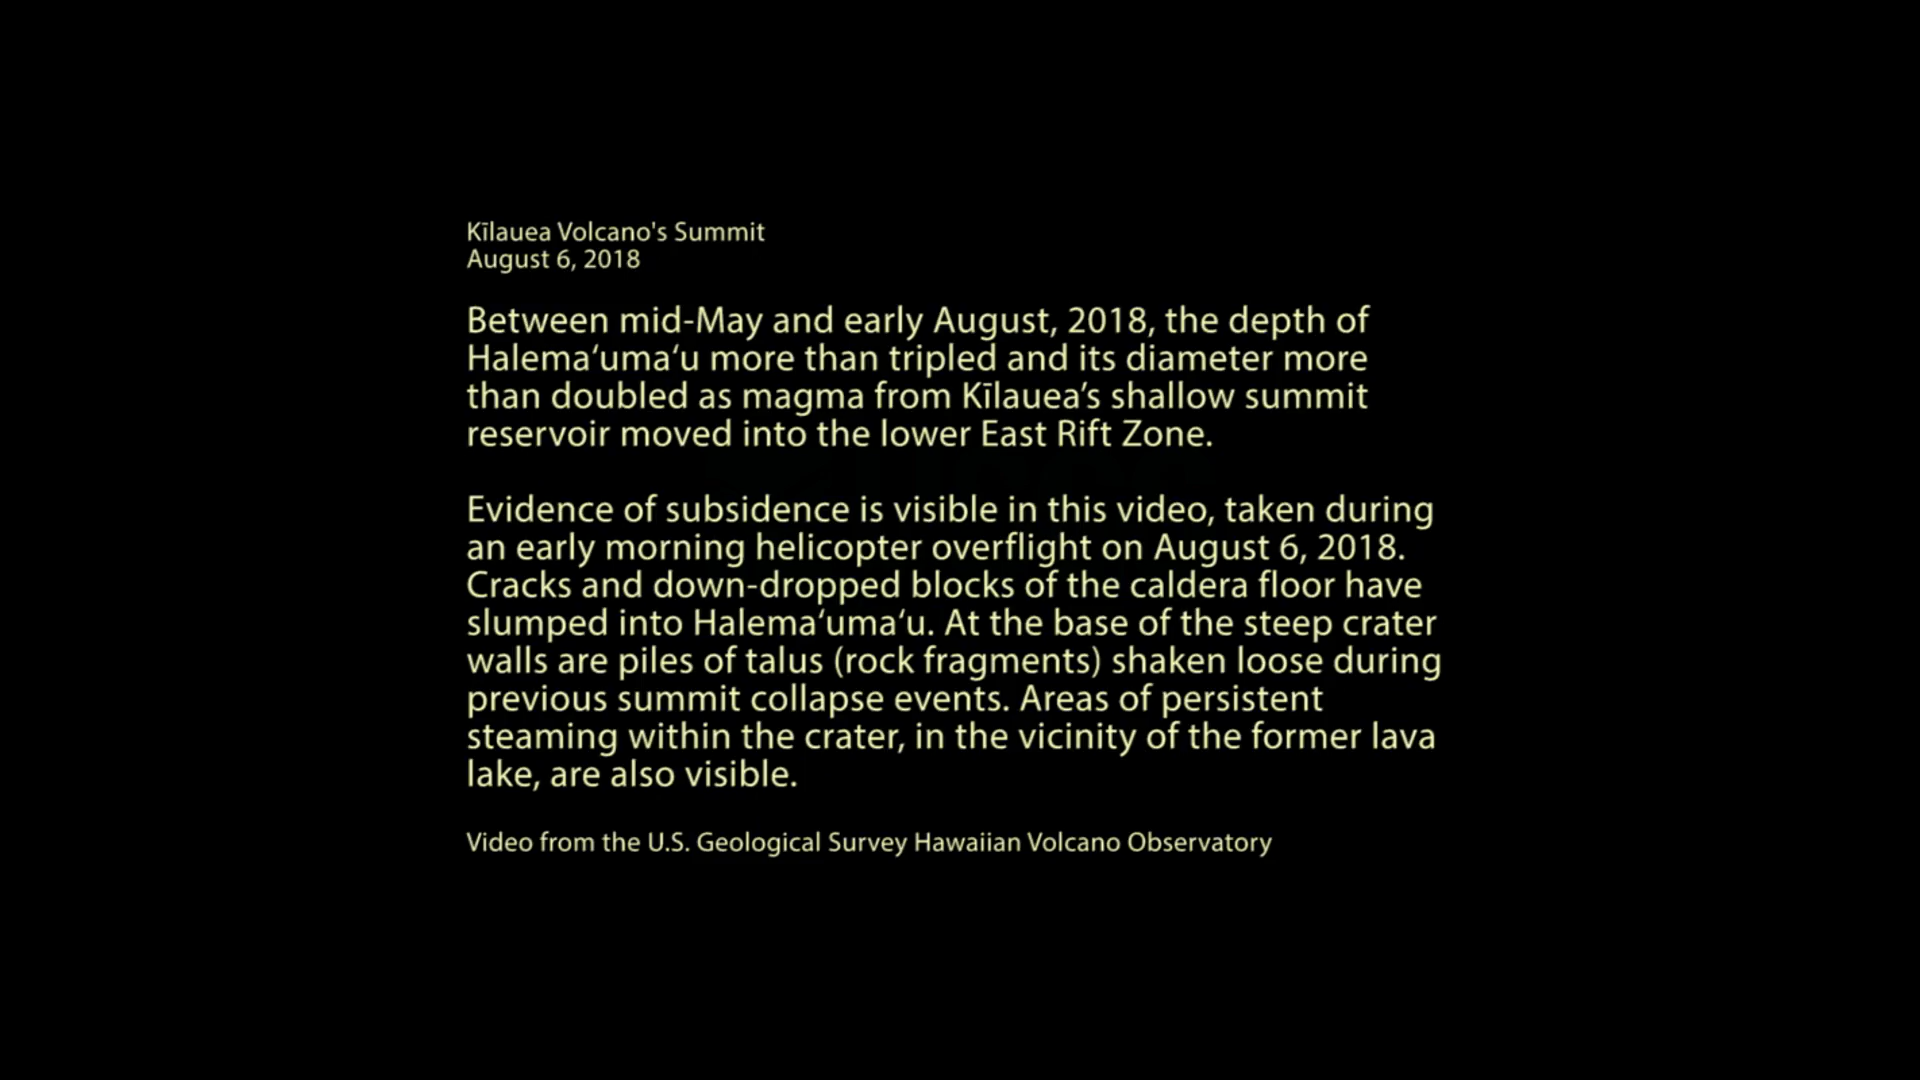 Kīlauea Volcano's Summit
August 6, 2018
Between mid-May and early August, 2018, the depth of
Halemaʻumaʻu more than tripled and its diameter more
than doubled as magma from Kīlauea’s shallow summit
reservoir moved into the lower East Rift Zone.
Evidence of subsidence is visible in this video, taken during
an early morning helicopter overflight on August 6, 2018.
Cracks and down-dropped blocks of the caldera floor have
slumped into Halemaʻumaʻu. At the base of the steep crater
walls are piles of talus (rock fragments) shaken loose during
previous summit collapse events. Areas of persistent
steaming within the crater, in the vicinity of the former lava
lake, are also visible.
Video from the U.S. Geological Survey Hawaiian Volcano Observatory